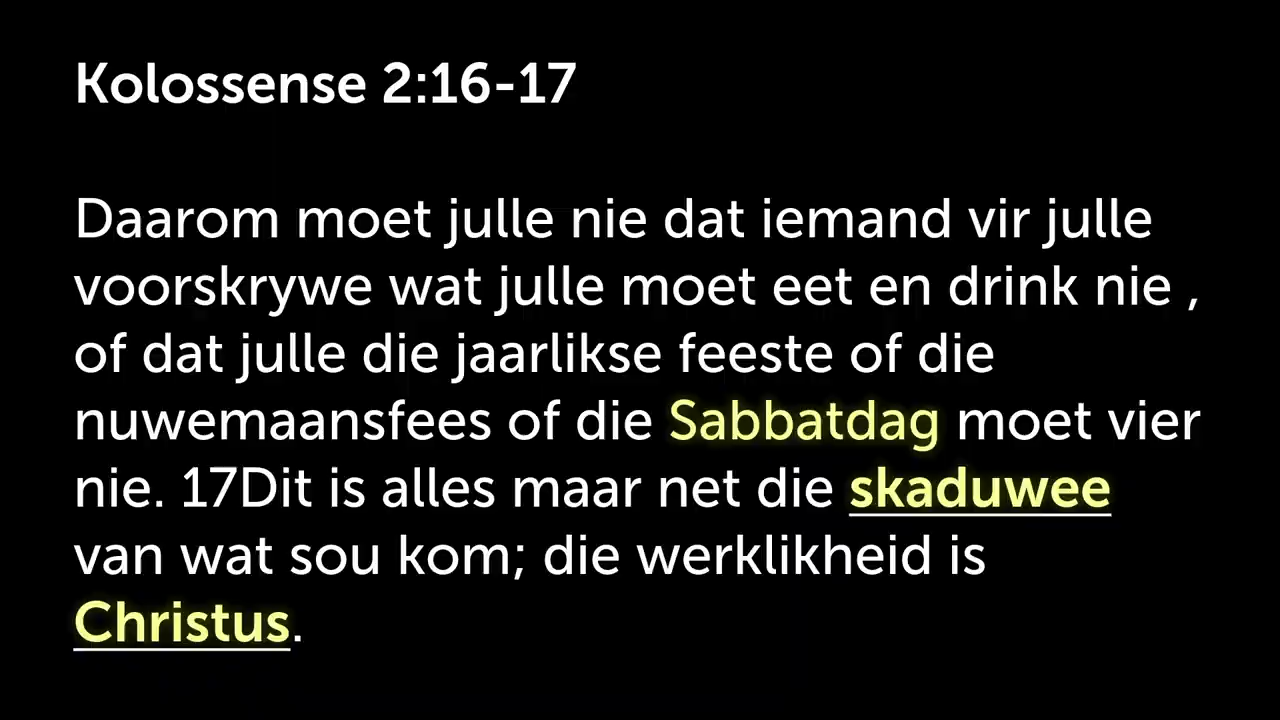 Kolossense 2:16-17
Daarom moet julle nie dat iemand vir julle
voorskrywe wat julle moet eet en drink nie ,
of dat julle die jaarlikse feeste of die
nuwemaansfees of die Sabbatdag moet vier
nie. 17Dit is alles maar net die skaduwee
van wat sou kom; die werklikheid is
Christus.